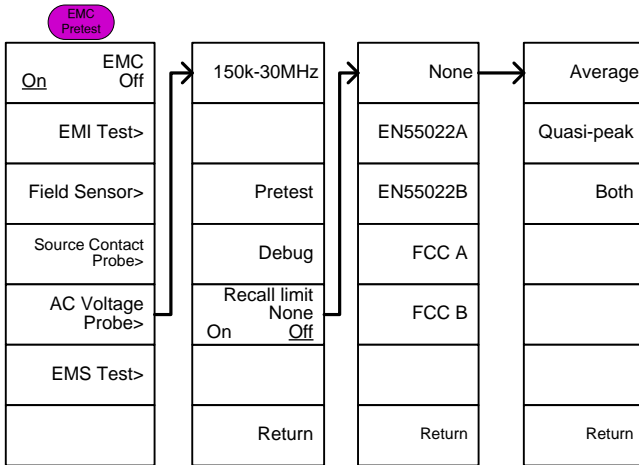 EMC
Pretest
EMC
On Off
EMI Test>
Field Sensor>
Source Contact
Probe>
AC Voltage
Probe>
EMS Test>
150k-30MHz
Pretest
Debug
Recall limit
None
On Off
Return
None
EN55022A
EN55022B
FCC A
FCC B
Return
Average
Quasi-peak
Both
Return